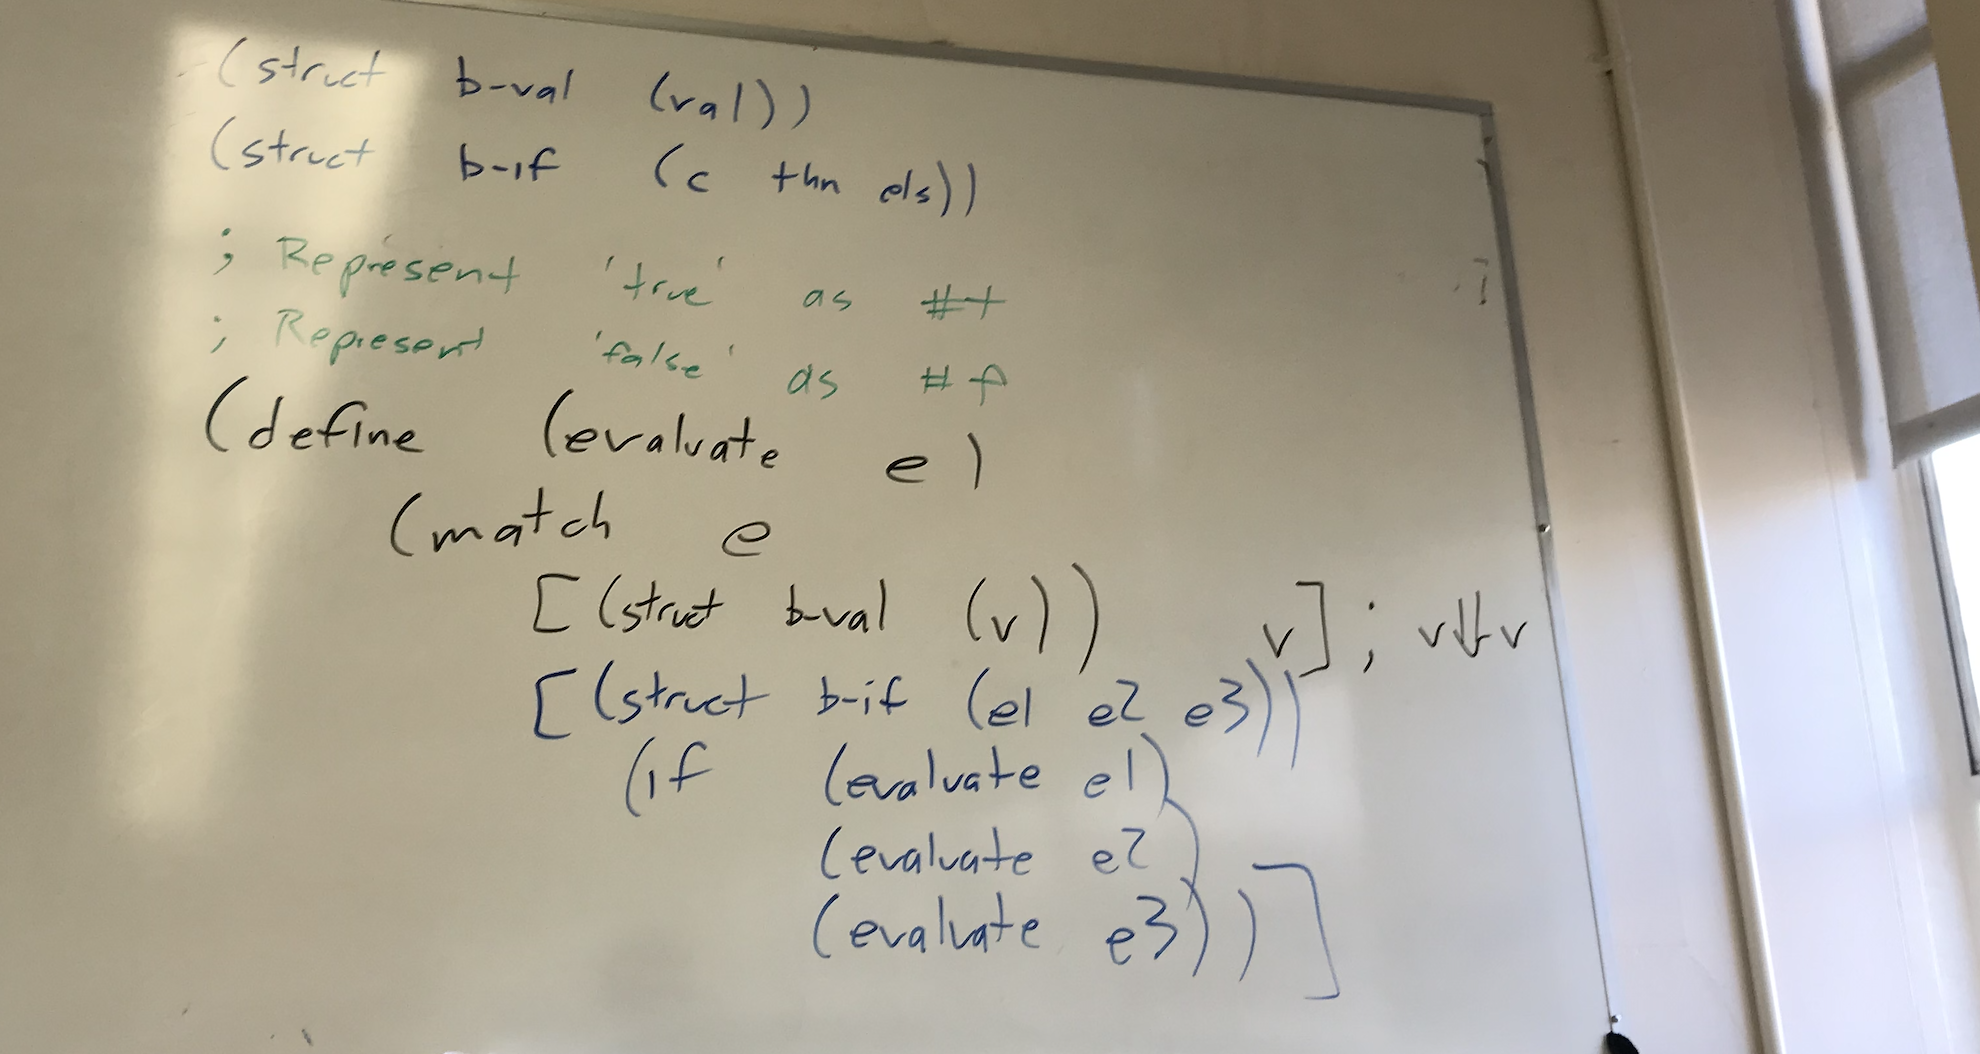 (struct b-val (val))
(struct b-if (c thn els))
; Represent 'true' as #t
; Represent 'false' as #f
(define (evaluate e)
(match e
[(struct b-val (v)) v] ; v⇓v
[(struct b-if (e1 e2 e3))
(if (evaluate e1)
(evaluate e2)
(evaluate e3))]